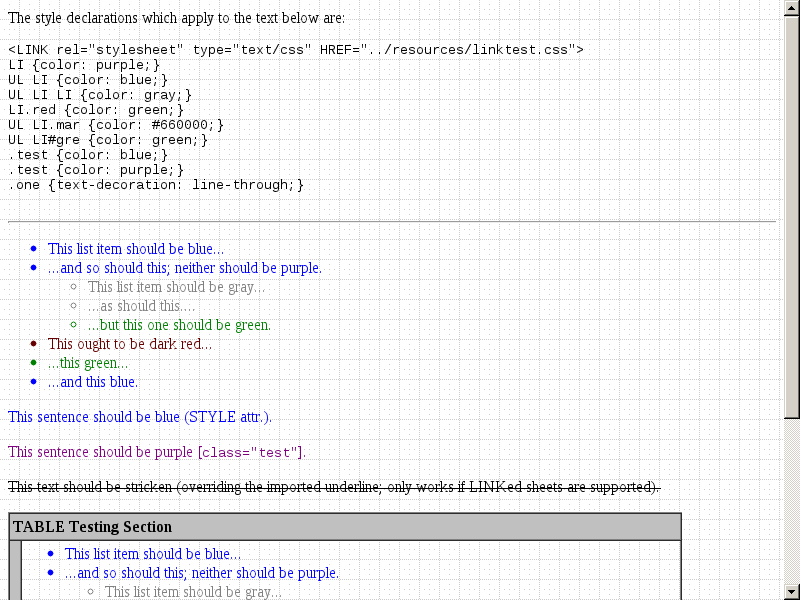 The style declarations which apply to the text below are:
<LINK rel="stylesheet" type="text/css" HREF="../resources/linktest.css">
LI {color: purple;}
UL LI {color: blue;}
UL LI LI {color: gray;}
LI.red {color: green;}
UL LI.mar {color: #660000;}
UL LI#gre {color: green;}
.test {color: blue;}
.test {color: purple;}
.one {text-decoration: line-through;}
This list item should be blue...
...and so should this; neither should be purple.
This list item should be gray...
...as should this....
...but this one should be green.
This ought to be dark red...
...this green...
...and this blue.
This sentence should be blue (STYLE attr.).
This sentence should be purple [class="test"].
This text should be stricken (overriding the imported underline; only works if LINKed sheets are supported).
TABLE Testing Section
This list item should be blue...
...and so should this; neither should be purple.
This list item should be gray...